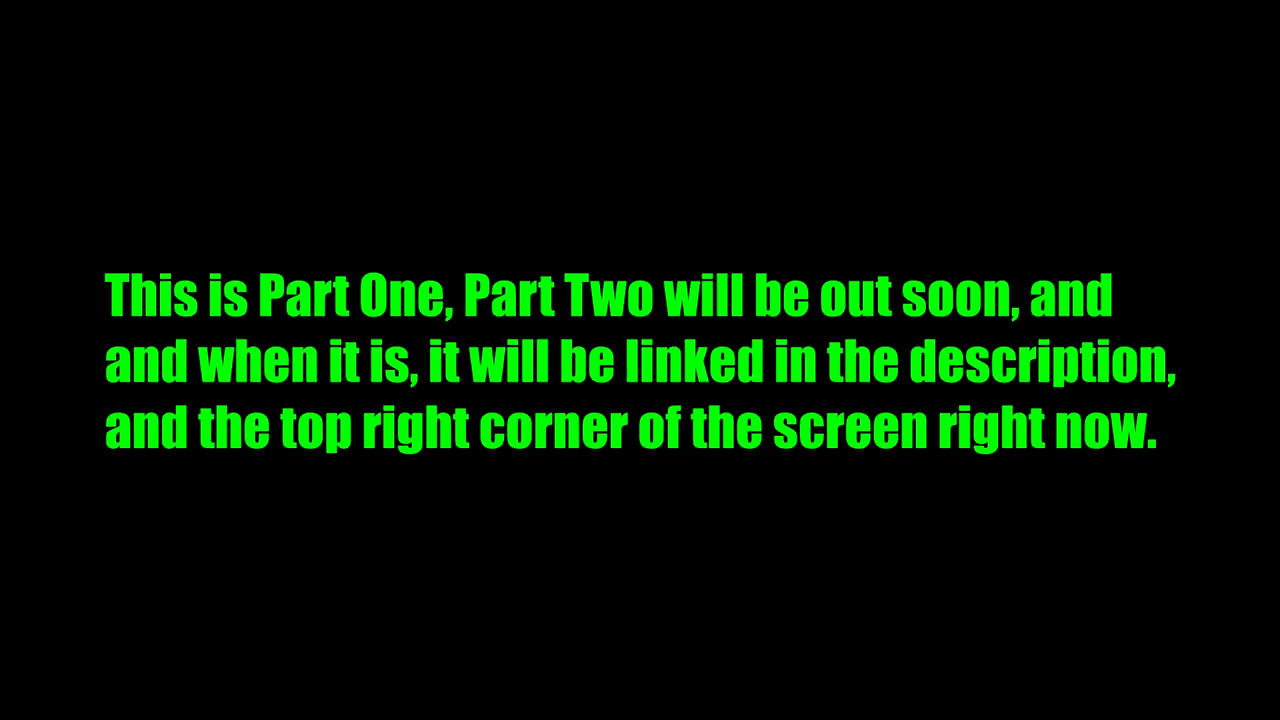 This is Part One, Part Two will be out soon, and
and when it is, it will be linked in the description,
and the top right corner of the screen right now.